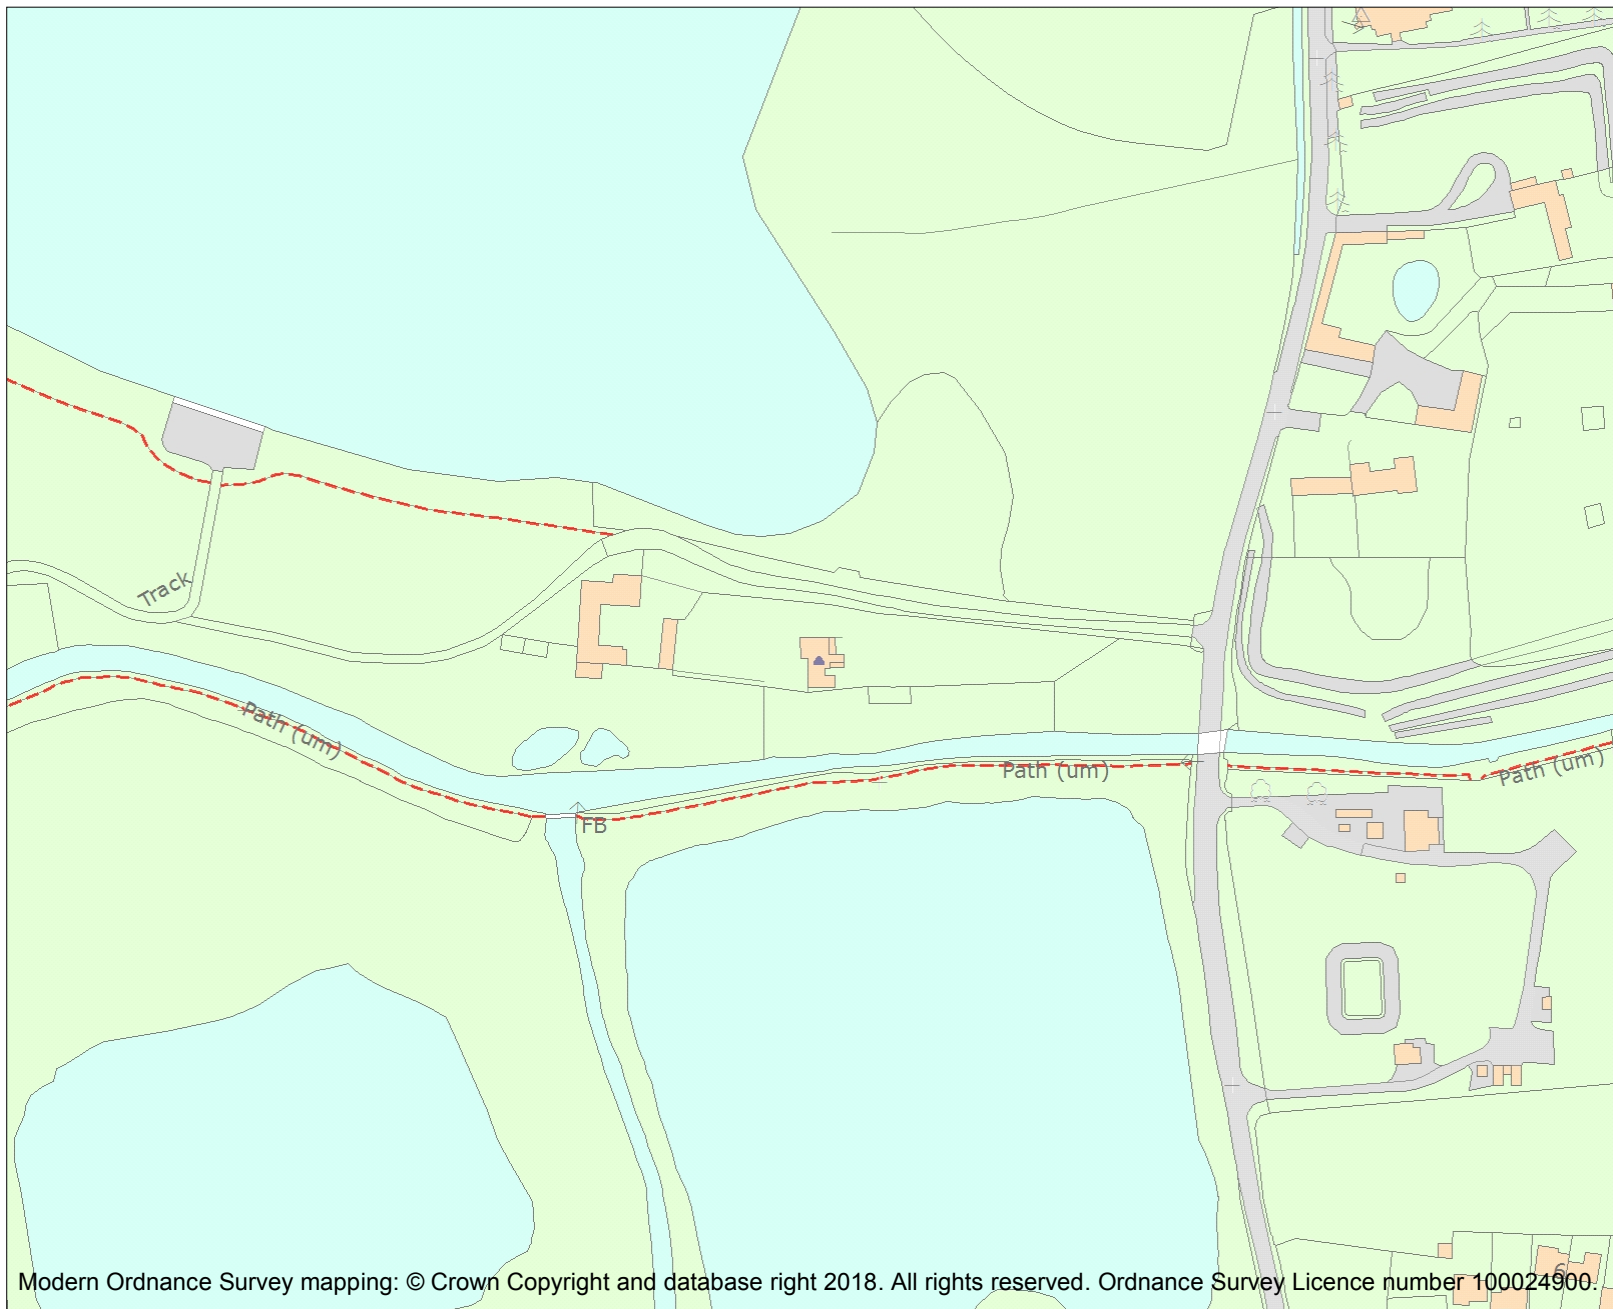 Track
Path (um)
Path (um)
Path (um)
FB
6
Modern Ordnance Survey mapping: © Crown Copyright and database right 2018. All rights reserved. Ordnance Survey Licence number 100024900.